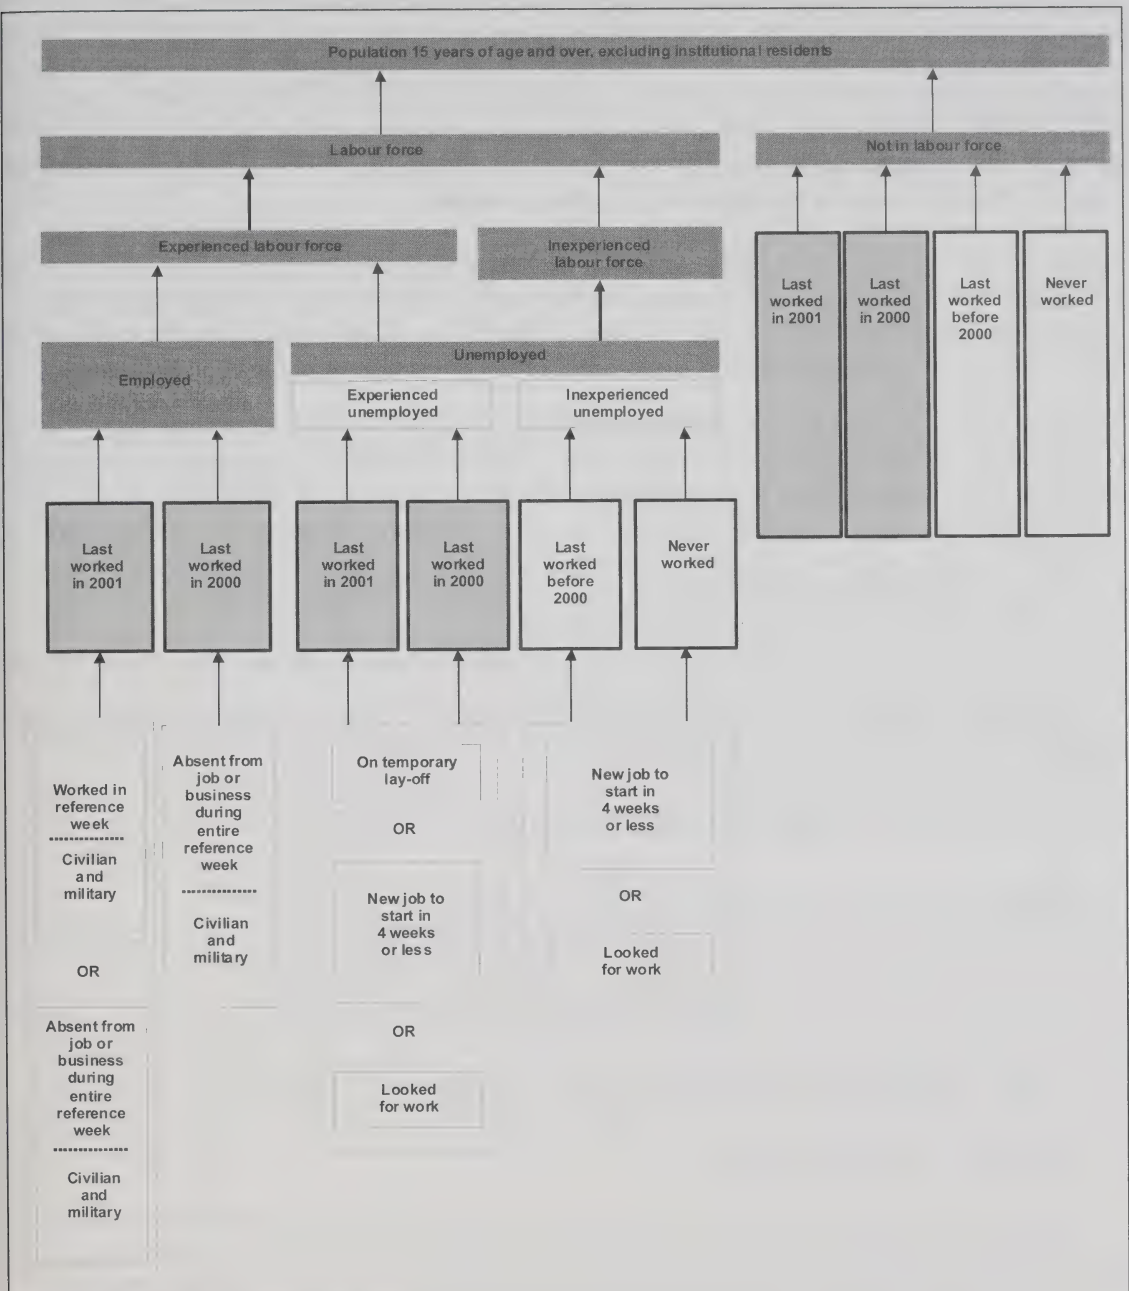 Population 15 years of age and over, excluding institutional residents
Labour force
Not in labour force
Experienced labour force
Inexperienced
labour force
Last
worked
in 2001
Last
worked
in 2000
Last
worked
before
2000
Never
worked
Employed
Unemployed
Experienced
unemployed
Inexperienced
unemployed
Last
worked
in 2001
Last
worked
in 2000
Last
worked
in 2001
Last
worked
in 2000
Last
worked
before
2000
Never
worked
Worked in
reference
week
Civilian
and
military
OR
Absent from
job or
business
during
entire
reference
week
Civilian
and
military
Absent from
job or
business
during
entire
reference
week
Civilian
and
military
On temporary
lay-off
OR
New job to
start in
4 weeks
or less
OR
Looked
for work
New job to
start in
4 weeks
or less
OR
Looked
for work